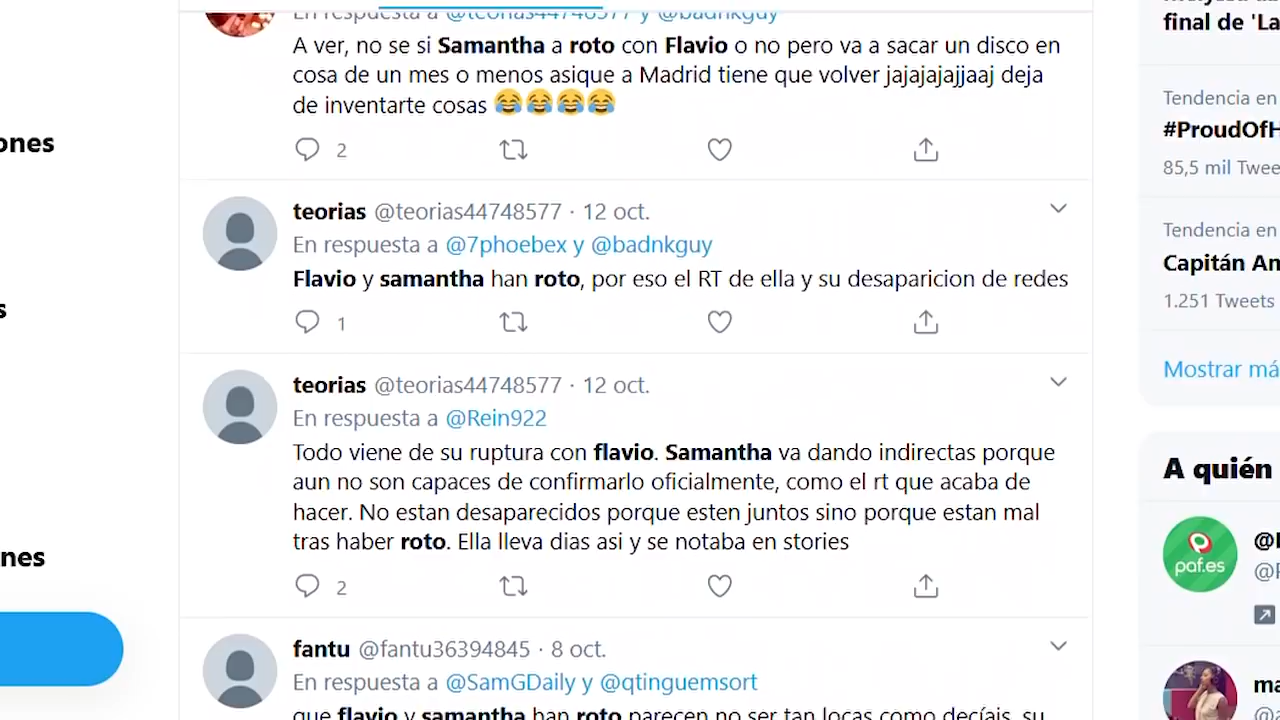 En respuesta a @teorias44748577 y @badnkguy
A ver, no se si Samantha a roto con Flavio o no pero va a sacar un disco en
cosa de un mes o menos asique a Madrid tiene que volver jajajajajjaaj deja
de inventarte cosas 😂😂😂😂
2
teorias @teorias44748577 · 12 oct.
En respuesta a @7phoebex y @badnkguy
Flavio y samantha han roto, por eso el RT de ella y su desaparicion de redes
1
teorias @teorias44748577 · 12 oct.
En respuesta a @Rein922
Todo viene de su ruptura con flavio. Samantha va dando indirectas porque
aun no son capaces de confirmarlo oficialmente, como el rt que acaba de
hacer. No estan desaparecidos porque esten juntos sino porque estan mal
tras haber roto. Ella lleva dias asi y se notaba en stories
2
fantu @fantu36394845 · 8 oct.
En respuesta a @SamGDaily y @qtinguemsort
que flavio y samantha han roto parecen no ser tan locas como decíais, su
ones
s
nes
final de 'La
Tendencia en
#ProudOfH
85,5 mil Twee
Tendencia en
Capitán Am
1.251 Tweets
Mostrar má
A quién
paf.es
ma